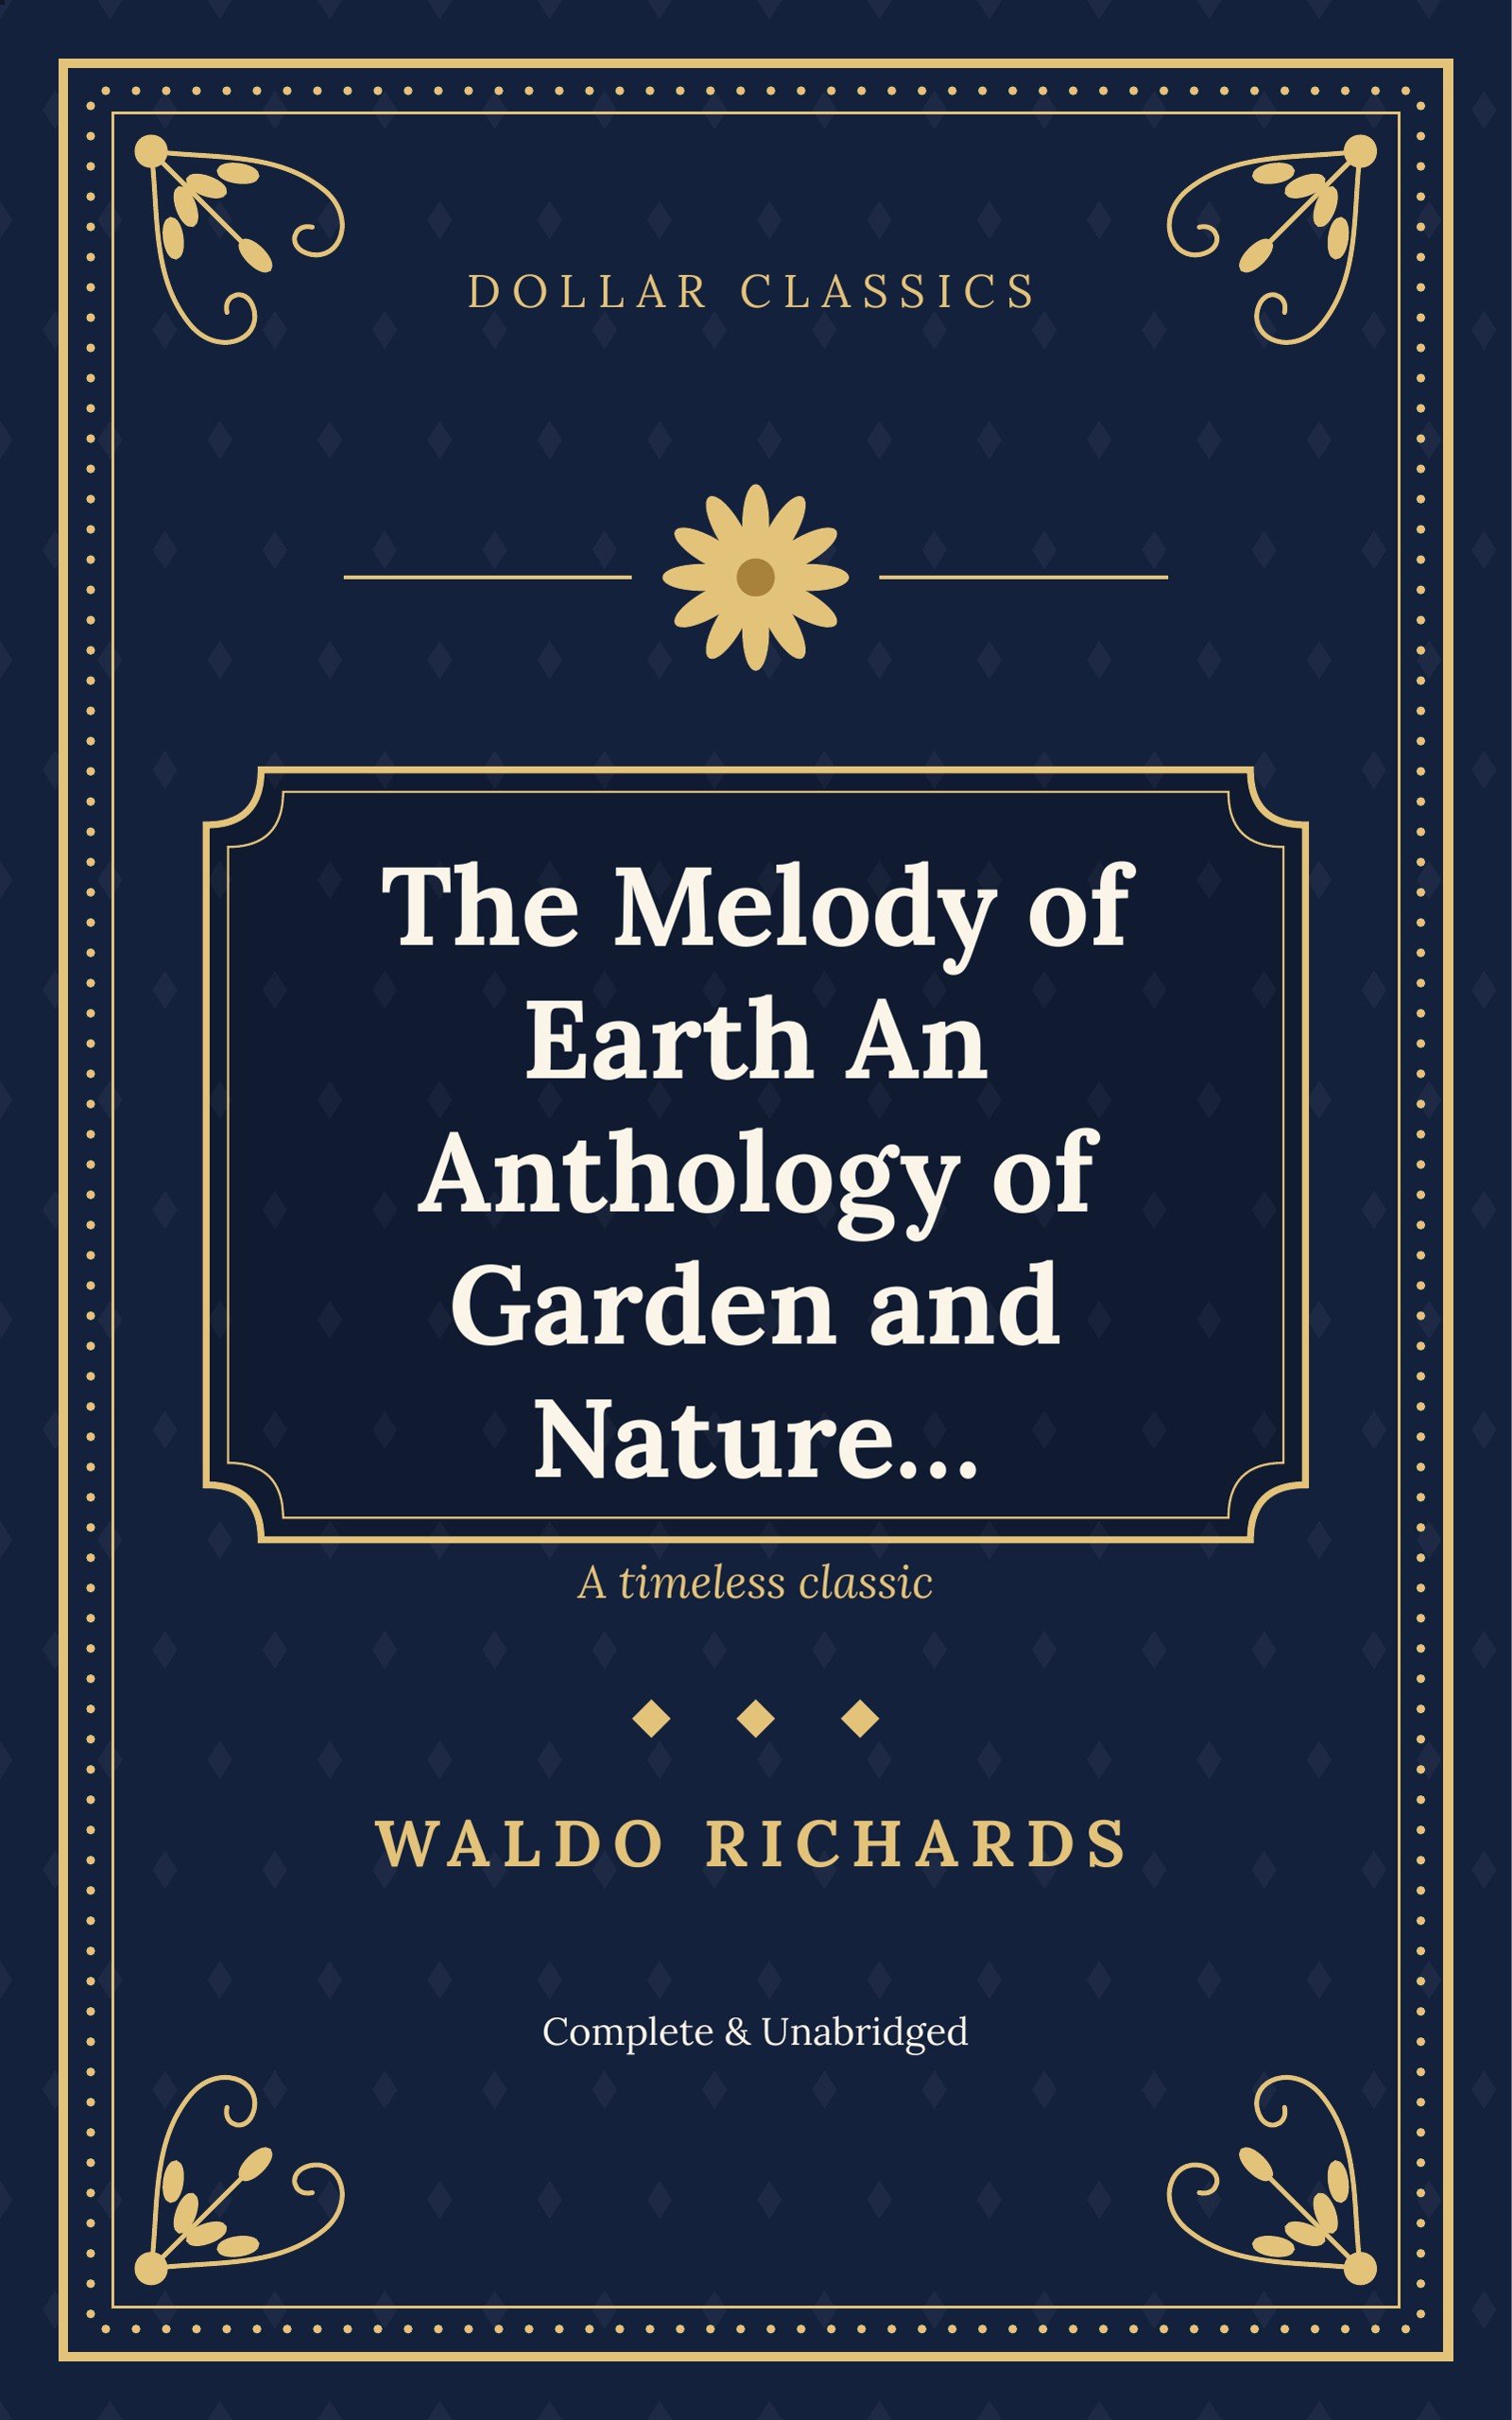 DOLLAR CLASSICS
The Melody of
Earth An
Anthology of
Garden and
Nature...
A timeless classic
WALDO RICHARDS
Complete & Unabridged